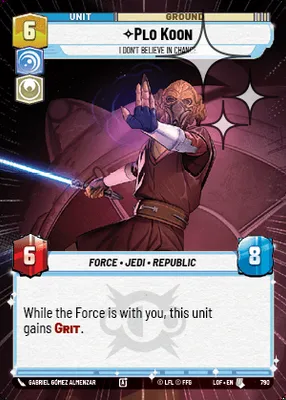 UNIT
GROUND
6
✧PLO KOON
I DON'T BELIEVE IN CHANCE
6
FORCE • JEDI • REPUBLIC
8
While the Force is with you, this unit
gains GRIT.
GABRIEL GÓMEZ ALMENZAR
© LFL © FFG
LOF • EN
790